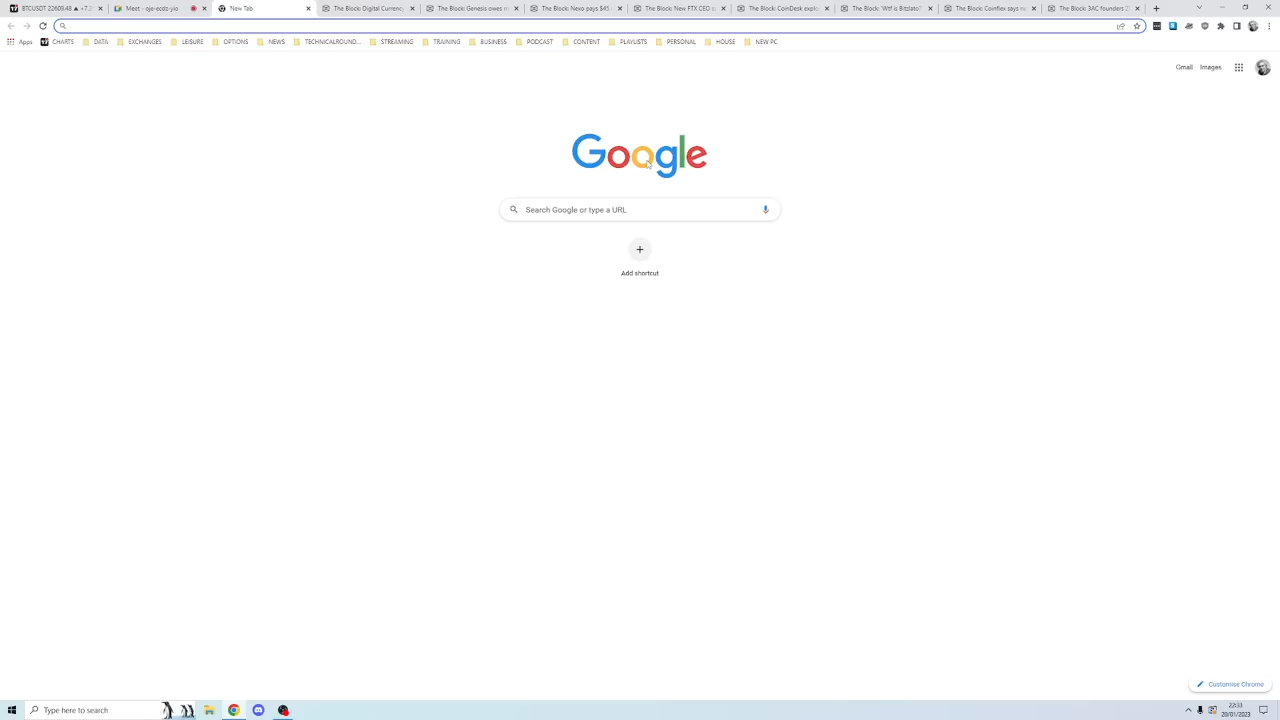 BTCUSDT 22609.48 ▲ +7.2
Meet - oje-ecdz-yio
New Tab
The Block: Digital Currency
The Block: Genesis owes m
The Block: Nexo pays $45
The Block: New FTX CEO s
The Block: CoinDesk explo
The Block: Wtf is Bitzlato?
The Block: Coinflex says n
The Block: 3AC founders 2
Apps
CHARTS
DATA
EXCHANGES
LEISURE
OPTIONS
NEWS
TECHNICALROUND...
STREAMING
TRAINING
BUSINESS
PODCAST
CONTENT
PLAYLISTS
PERSONAL
HOUSE
NEW PC
Gmail
Images
Google
Search Google or type a URL
Add shortcut
Customise Chrome
Type here to search
22:33
20/01/2023